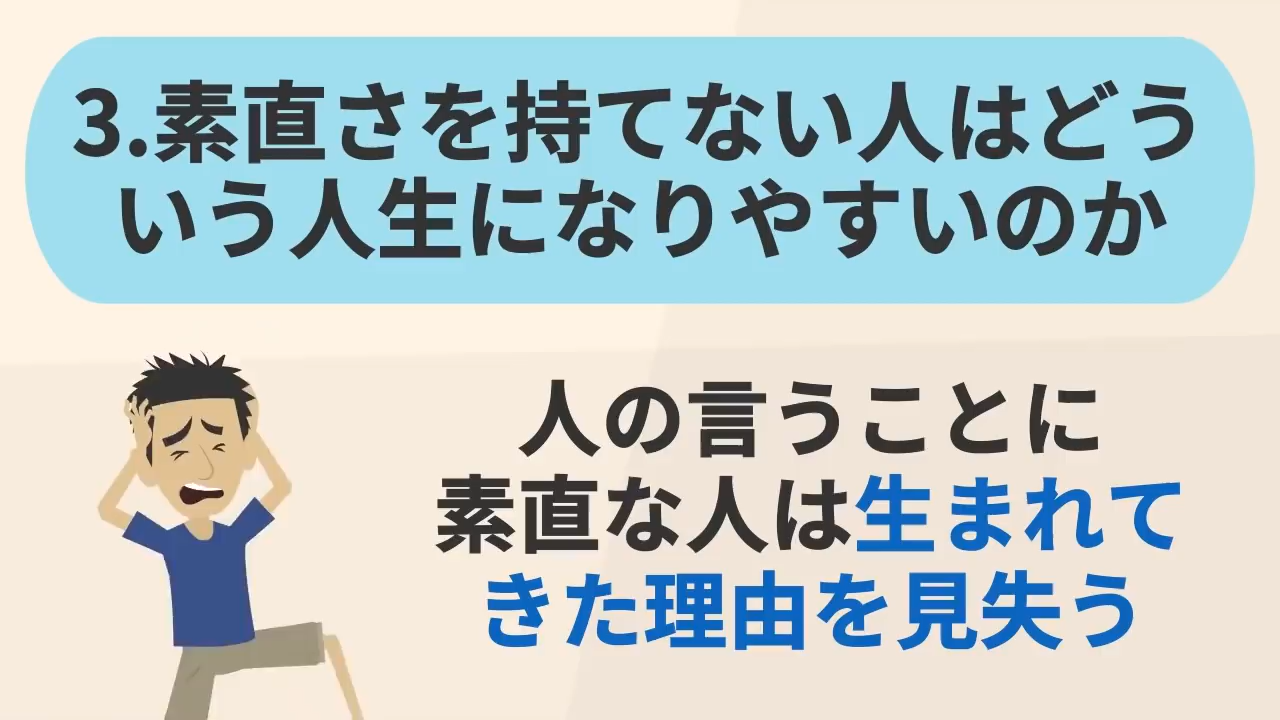 3.素直さを持てない人はどう
いう人生になりやすいのか
人の言うことに
素直な人は生まれて
きた理由を見失う